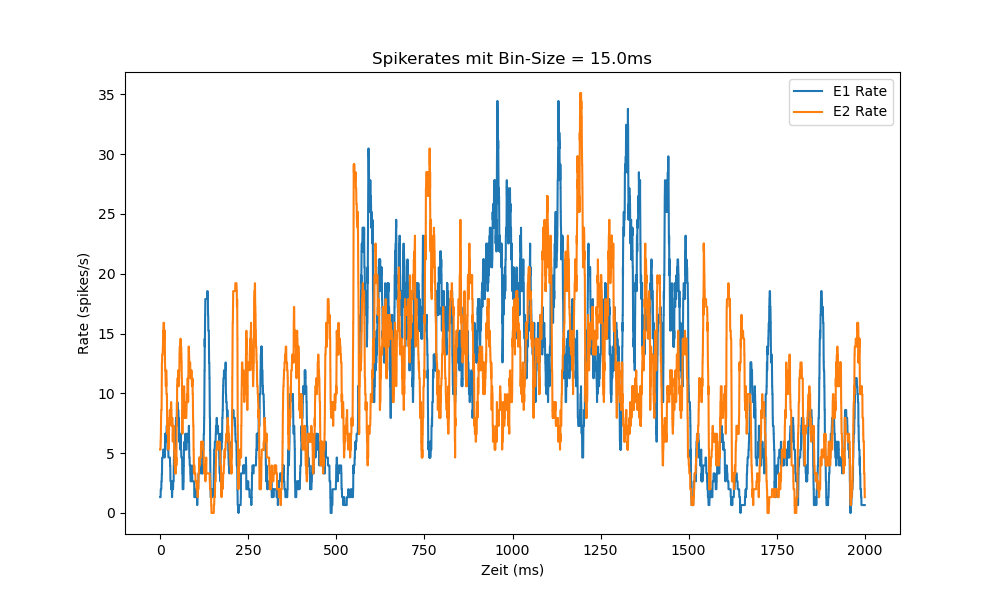 Spikerates mit Bin-Size = 15.0ms
E1 Rate
E2 Rate
35
30
25
20
15
10
5
0
Rate (spikes/s)
0 250 500 750 1000 1250 1500 1750 2000
Zeit (ms)